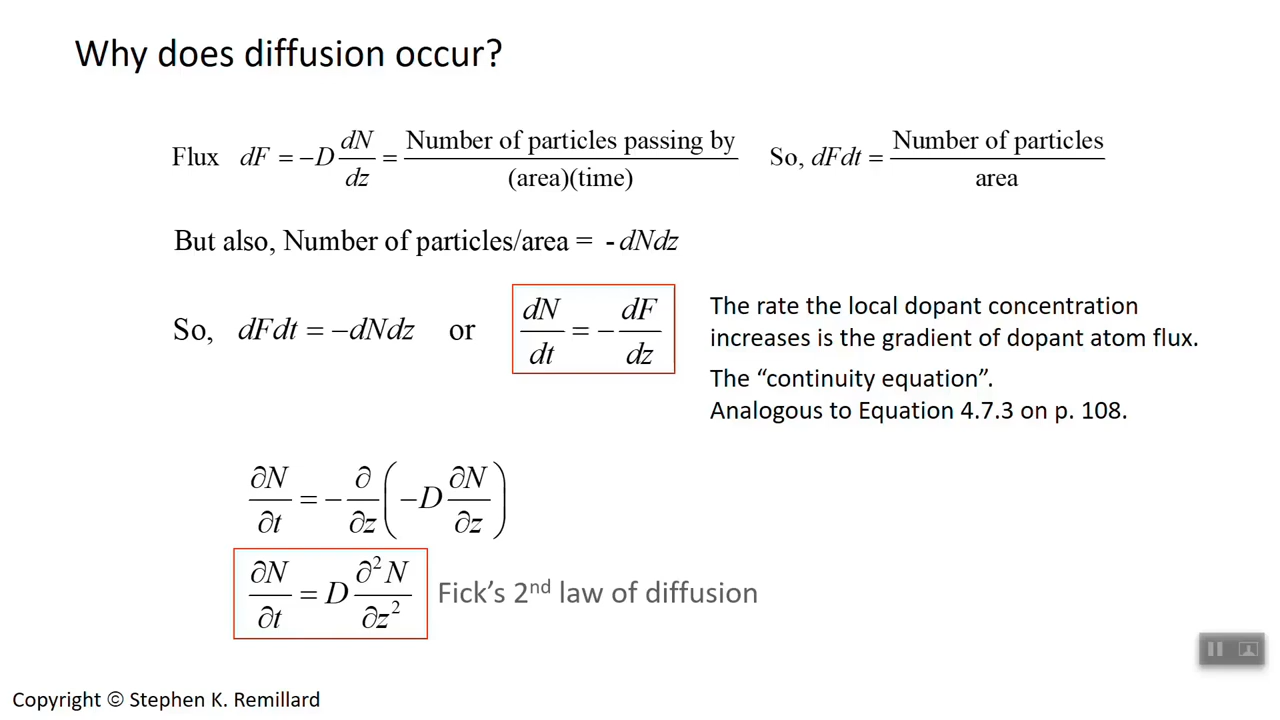 Why does diffusion occur?
Flux dF = −D dN/dz = Number of particles passing by/(area)(time) So, dFdt = Number of particles/area
But also, Number of particles/area = - dNdz
So, dFdt = −dNdz or dN/dt = − dF/dz
The rate the local dopant concentration
increases is the gradient of dopant atom flux.
The “continuity equation”.
Analogous to Equation 4.7.3 on p. 108.
∂N/∂t = − ∂/∂z (−D ∂N/∂z)
∂N/∂t = D ∂²N/∂z² Fick’s 2nd law of diffusion
Copyright © Stephen K. Remillard